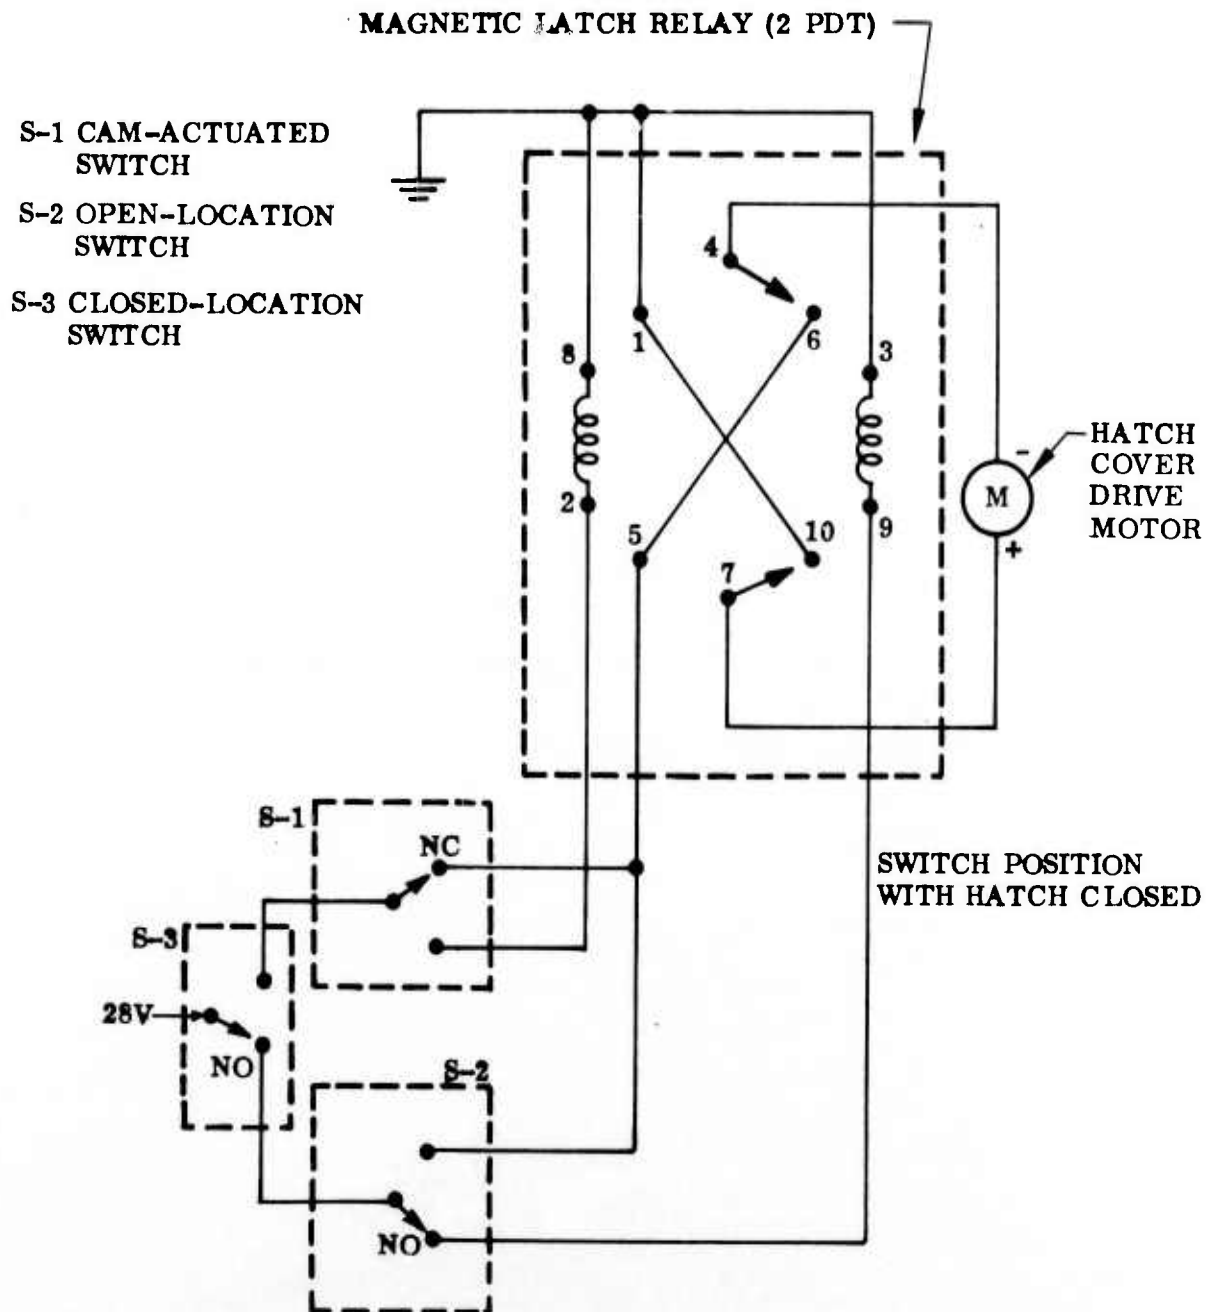 MAGNETIC LATCH RELAY (2 PDT)
S-1 CAM-ACTUATED
SWITCH
S-2 OPEN-LOCATION
SWITCH
S-3 CLOSED-LOCATION
SWITCH
4
1
6
8
3
2
5
10
9
7
-
M
+
HATCH
COVER
DRIVE
MOTOR
S-1
NC
SWITCH POSITION
WITH HATCH CLOSED
S-3
28V
NO
S-2
NO